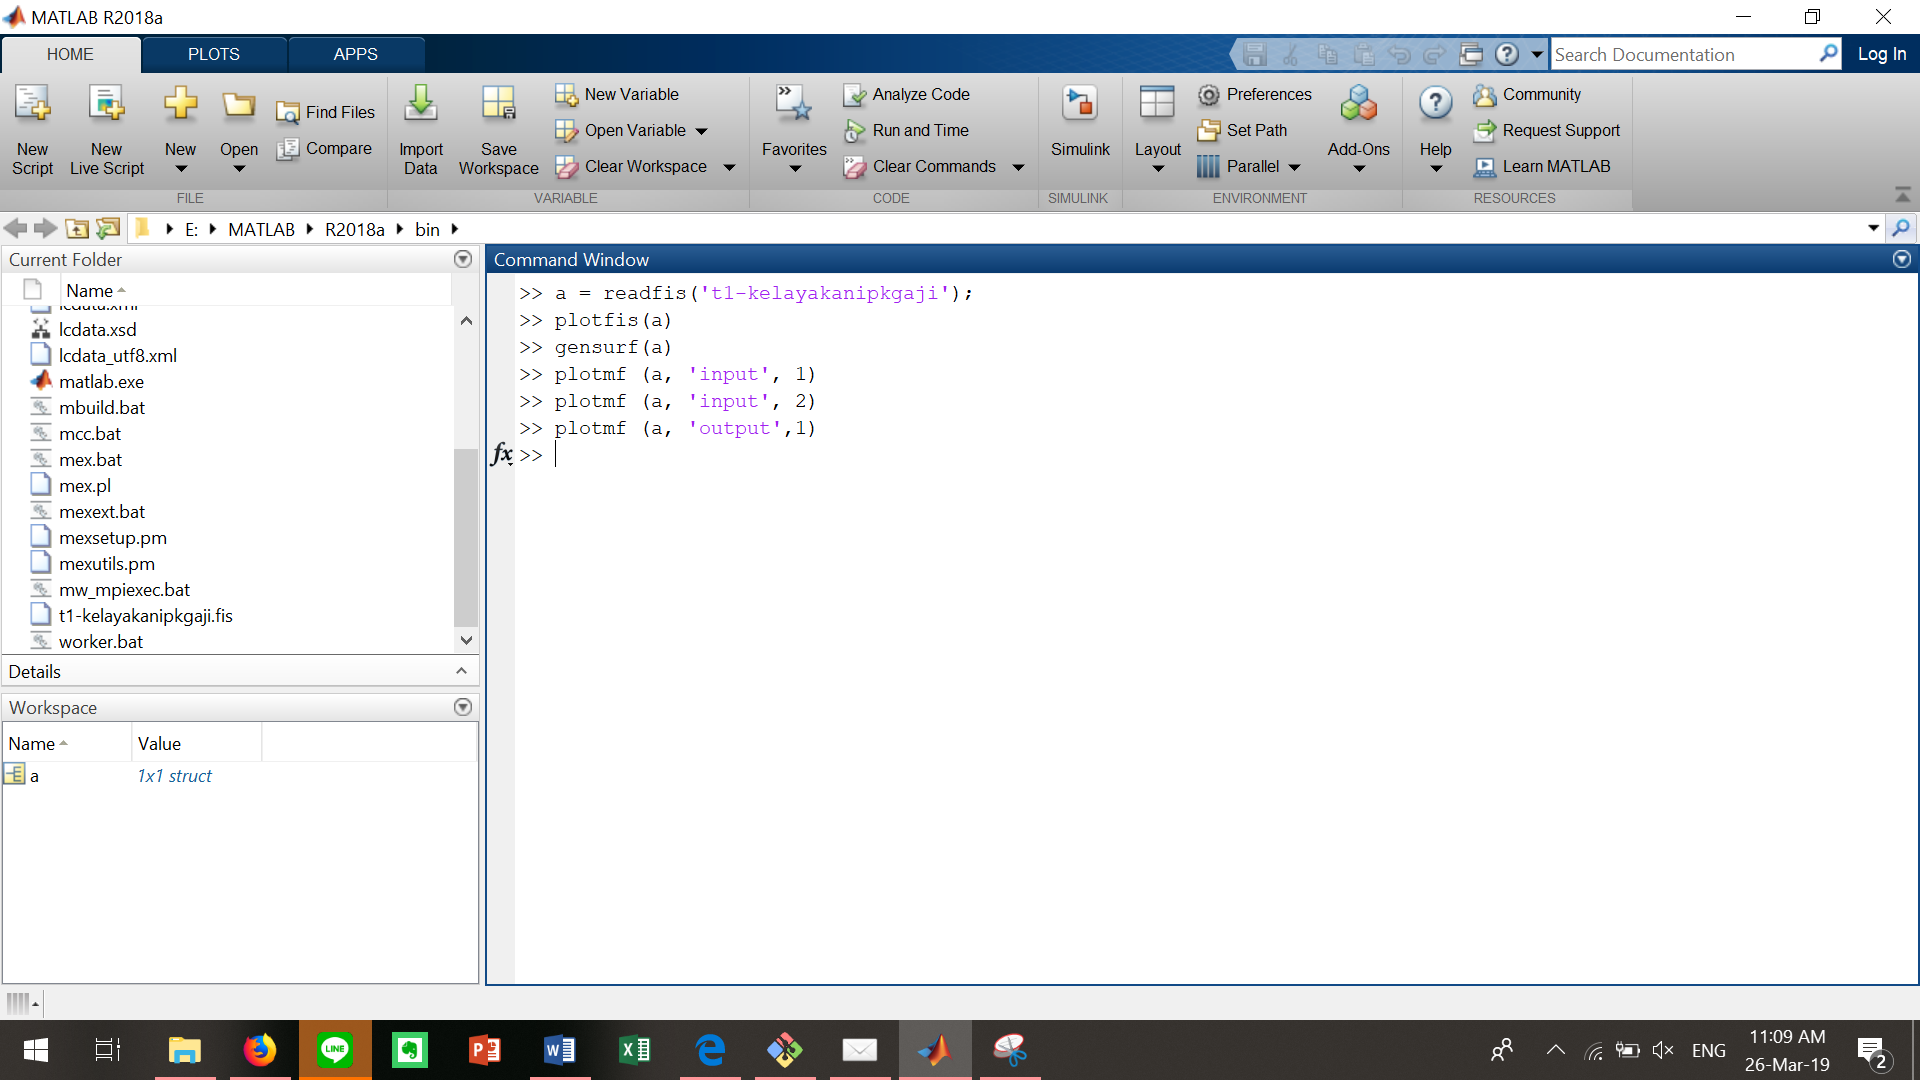 MATLAB R2018a
HOME PLOTS APPS
Search Documentation
Log In
New Script
New Live Script
New
Open
Find Files
Compare
Import Data
Save Workspace
New Variable
Open Variable
Clear Workspace
Favorites
Analyze Code
Run and Time
Clear Commands
Simulink
Layout
Preferences
Set Path
Parallel
Add-Ons
Help
Community
Request Support
Learn MATLAB
FILE VARIABLE CODE SIMULINK ENVIRONMENT RESOURCES
E: MATLAB R2018a bin
Current Folder
Name
lcdata.xml
lcdata.xsd
lcdata_utf8.xml
matlab.exe
mbuild.bat
mcc.bat
mex.bat
mex.pl
mexext.bat
mexsetup.pm
mexutils.pm
mw_mpiexec.bat
t1-kelayakanipkgaji.fis
worker.bat
Details
Workspace
Name Value
a 1x1 struct
Command Window
>> a = readfis('t1-kelayakanipkgaji');
>> plotfis(a)
>> gensurf(a)
>> plotmf (a, 'input', 1)
>> plotmf (a, 'input', 2)
>> plotmf (a, 'output',1)
fx >>
LINE
ENG
11:09 AM
26-Mar-19
2